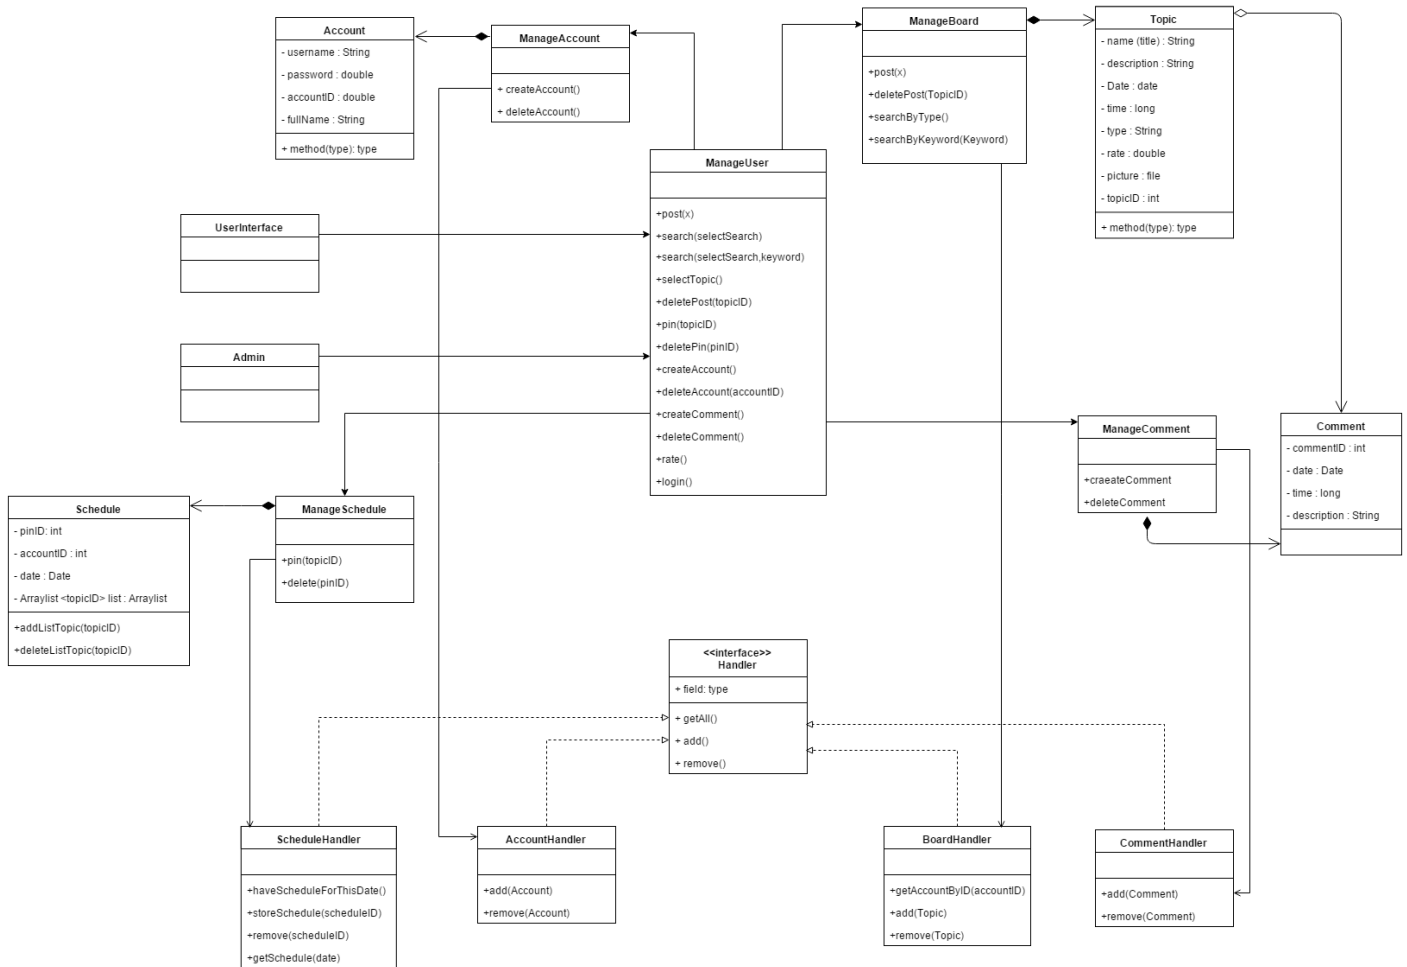 Account
- username : String
- password : double
- accountID : double
- fullName : String
+ method(type): type
ManageAccount
+ createAccount()
+ deleteAccount()
ManageBoard
+post(x)
+deletePost(TopicID)
+searchByType()
+searchByKeyword(Keyword)
Topic
- name (title) : String
- description : String
- Date : date
- time : long
- type : String
- rate : double
- picture : file
- topicID : int
+ method(type): type
ManageUser
+post(x)
+search(selectSearch)
+search(selectSearch,keyword)
+selectTopic()
+deletePost(topicID)
+pin(topicID)
+deletePin(pinID)
+createAccount()
+deleteAccount(accountID)
+createComment()
+deleteComment()
+rate()
+login()
UserInterface
Admin
ManageComment
+craeateComment
+deleteComment
Comment
- commentID : int
- date : Date
- time : long
- description : String
Schedule
- pinID: int
- accountID : int
- date : Date
- Arraylist <topicID> list : Arraylist
+addListTopic(topicID)
+deleteListTopic(topicID)
ManageSchedule
+pin(topicID)
+delete(pinID)
<<interface>>
Handler
+ field: type
+ getAll()
+ add()
+ remove()
ScheduleHandler
+haveScheduleForThisDate()
+storeSchedule(scheduleID)
+remove(scheduleID)
+getSchedule(date)
AccountHandler
+add(Account)
+remove(Account)
BoardHandler
+getAccountByID(accountID)
+add(Topic)
+remove(Topic)
CommentHandler
+add(Comment)
+remove(Comment)